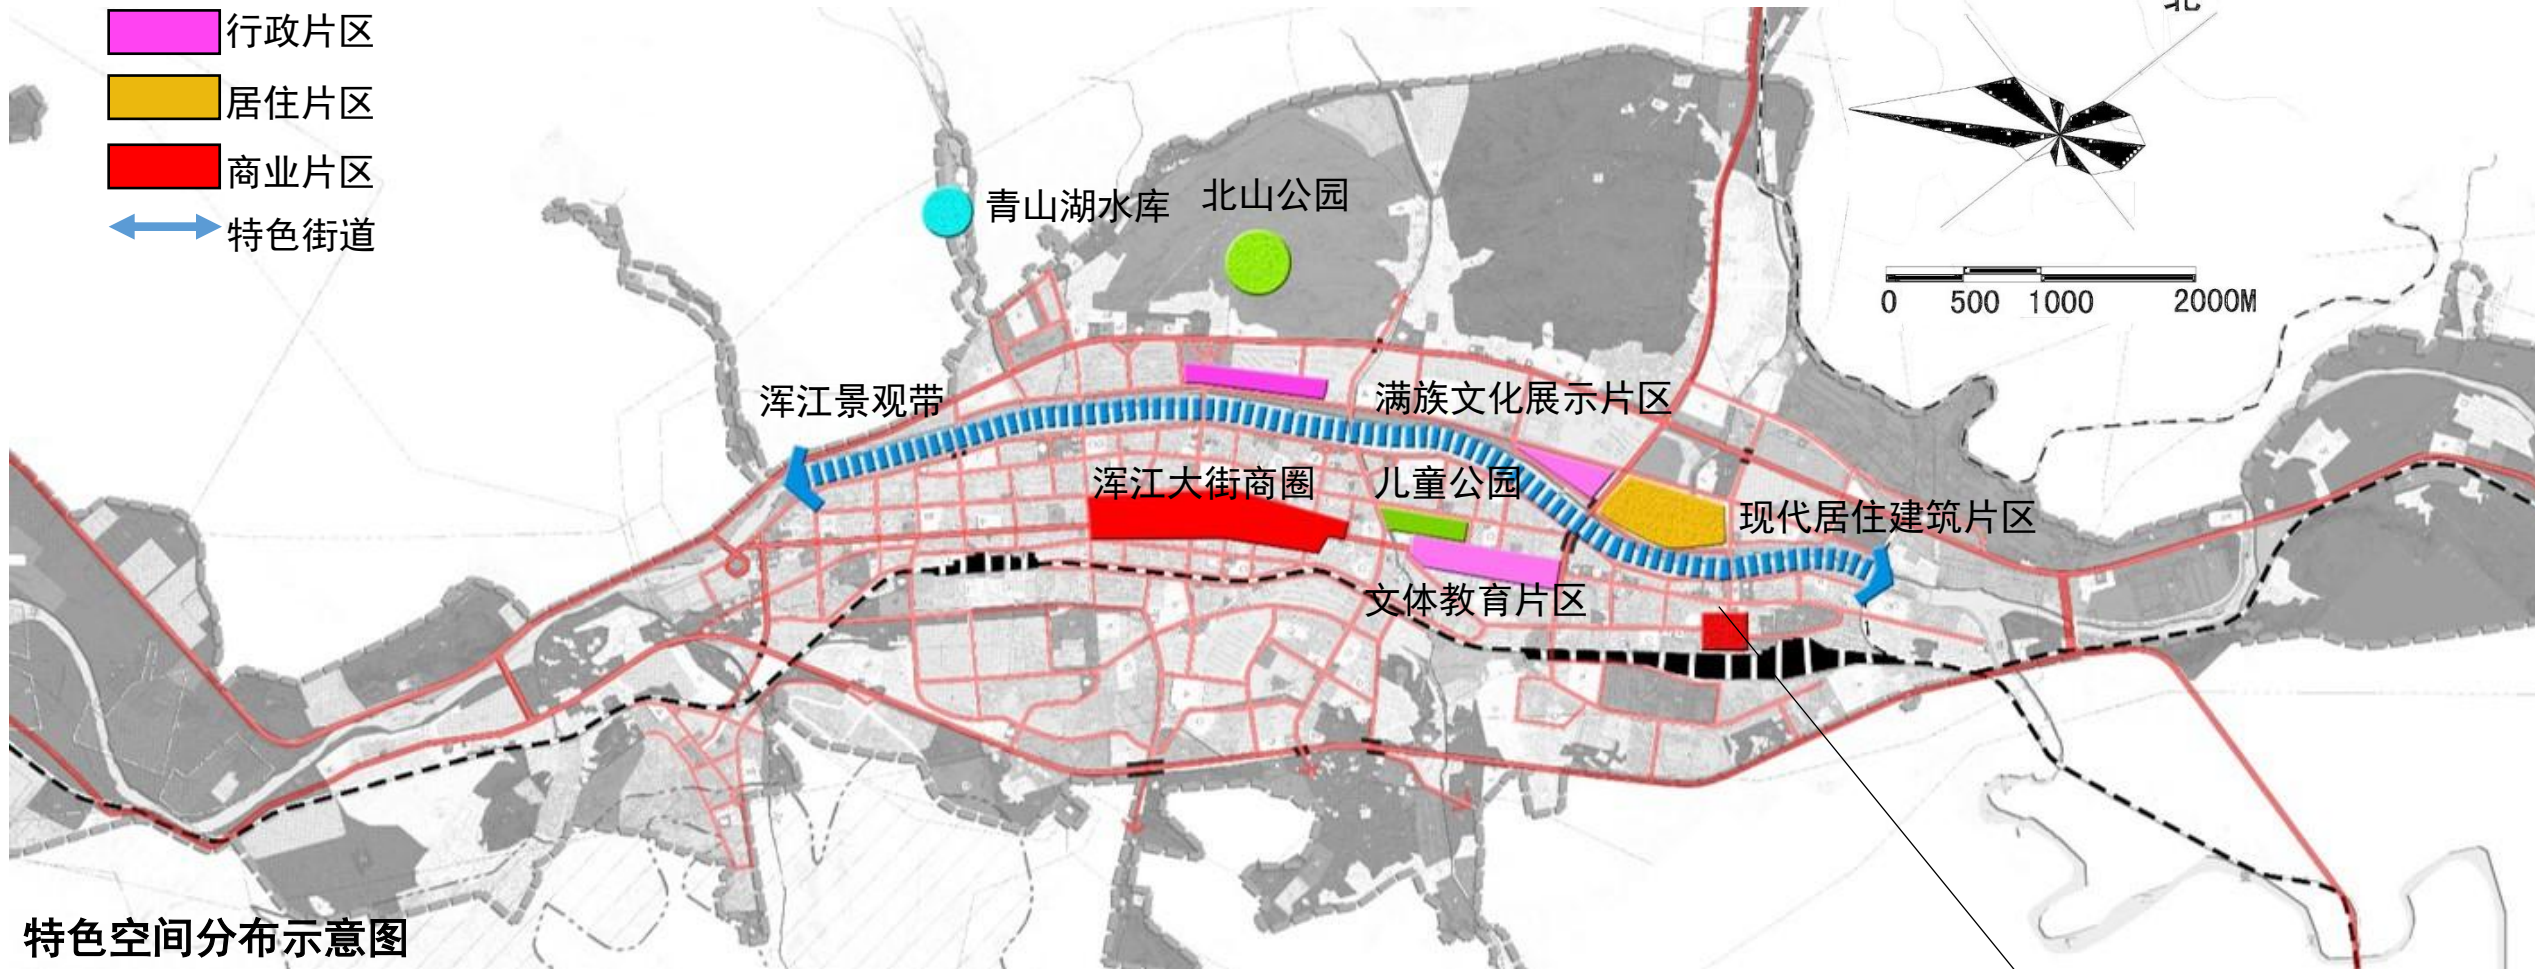 行政片区
居住片区
商业片区
特色街道
北
青山湖水库
北山公园
0 500 1000 2000M
浑江景观带
满族文化展示片区
浑江大街商圈
儿童公园
现代居住建筑片区
文体教育片区
特色空间分布示意图